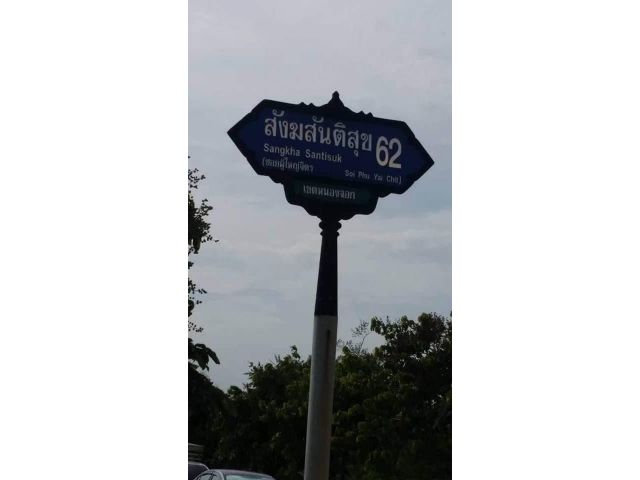 สังฆสันติสุข 62
Sangkha Santisuk
(ซอยผู้ใหญ่จิตร Soi Phu Yai Chit)
เขตหนองจอก